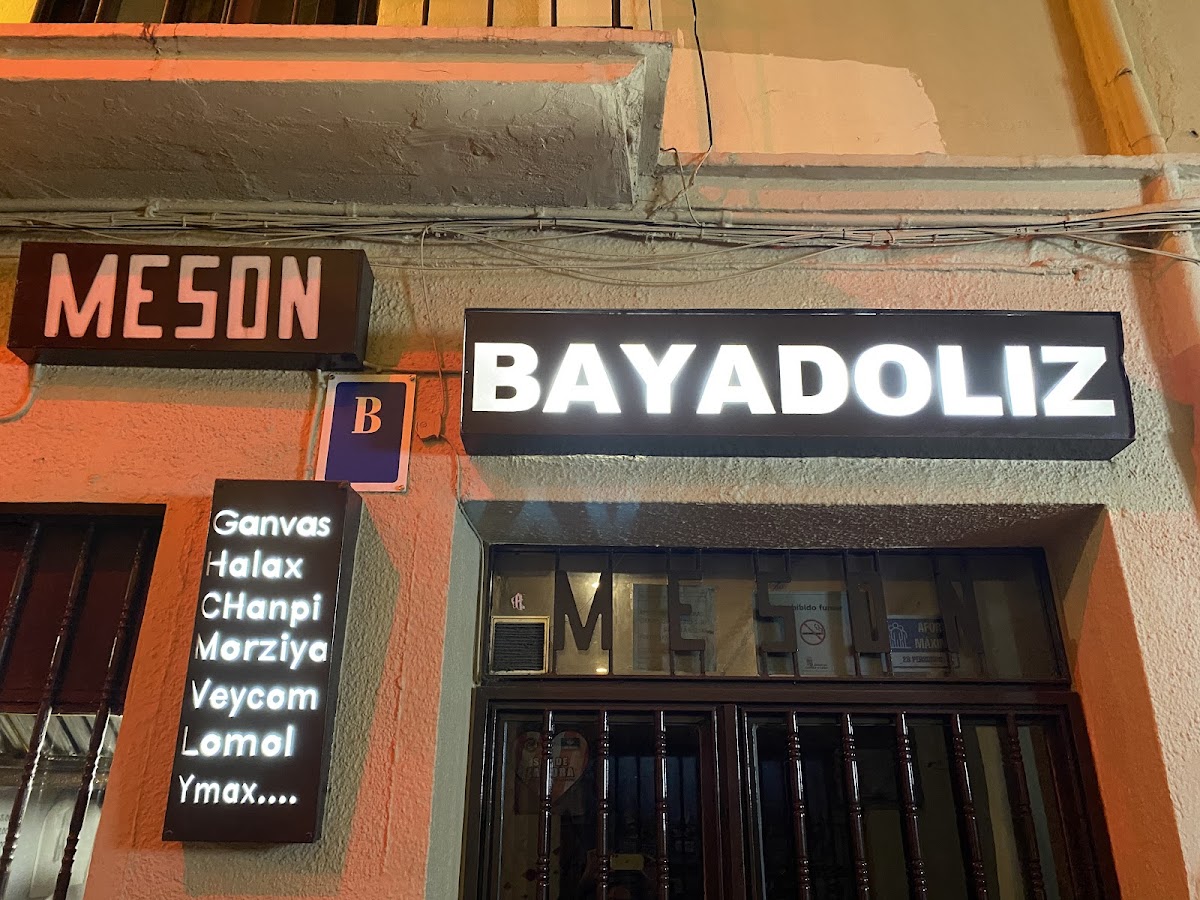 MESON
BAYADOLIZ
B
Ganvas
Halax
CHanpi
Morziya
Veycom
Lomol
Ymax....
MESON